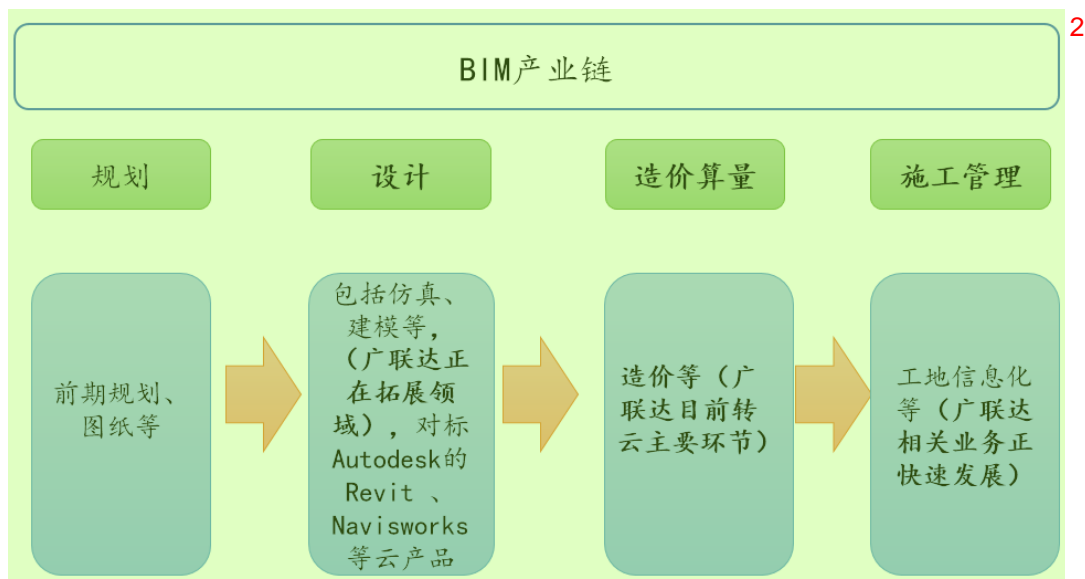 2
BIM产业链
规划
设计
造价算量
施工管理
前期规划、
图纸等
包括仿真、
建模等，
（广联达正
在拓展领
域），对标
Autodesk的
Revit 、
Navisworks
等云产品
造价等（广
联达目前转
云主要环节）
工地信息化
等（广联达
相关业务正
快速发展）